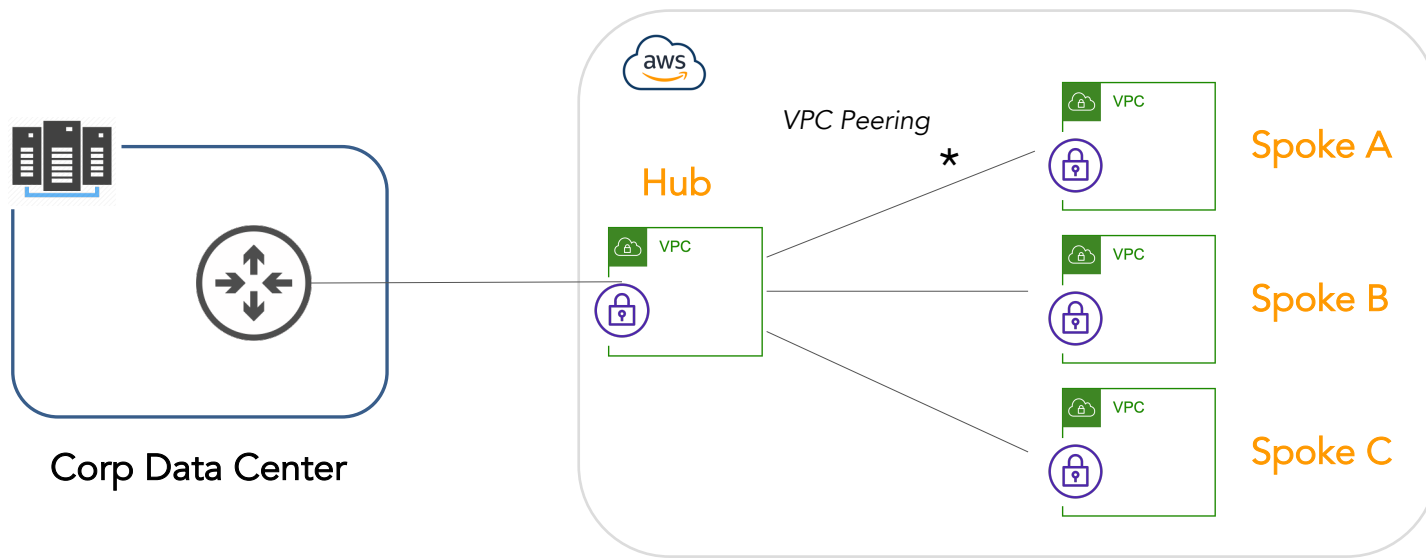 aws
VPC Peering
*
VPC
Spoke A
Hub
VPC
VPC
Spoke B
VPC
Spoke C
Corp Data Center